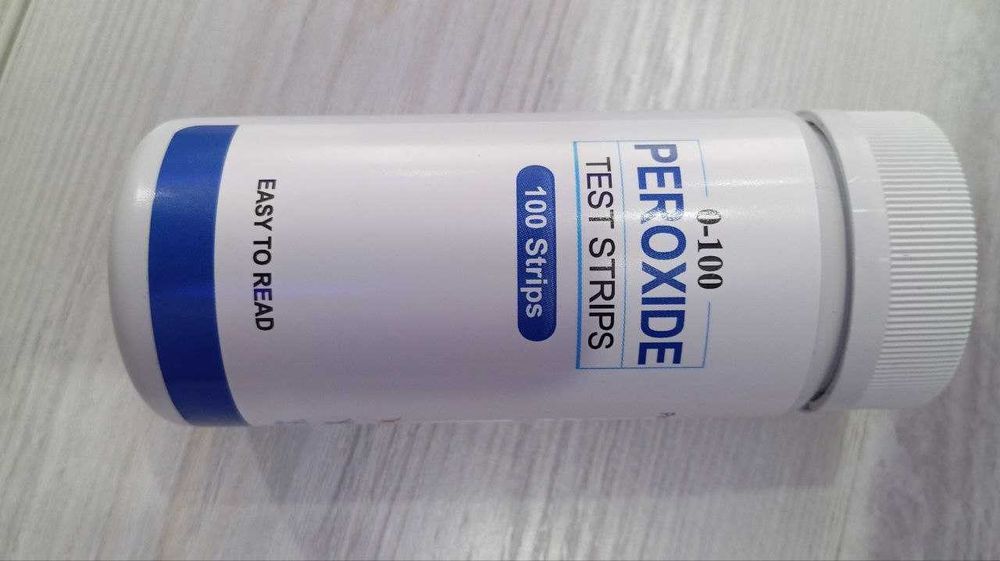 0-100
PEROXIDE
TEST STRIPS
100 Strips
EASY TO READ